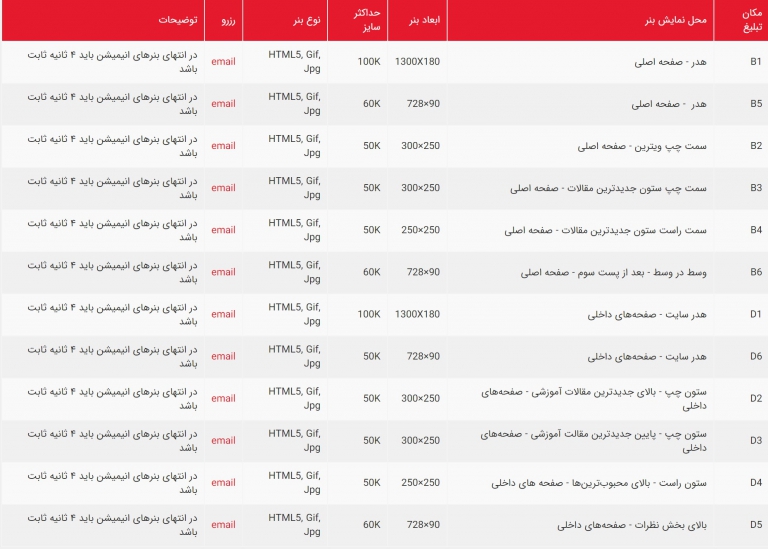 مکان تبلیغ	محل نمایش بنر	ابعاد بنر	حداکثر سایز	نوع بنر	رزرو	توضیحات
B1	هدر - صفحه اصلی	1300X180	100K	HTML5, Gif, Jpg	email	در انتهای بنرهای انیمیشن باید ۴ ثانیه ثابت باشد
B5	هدر - صفحه اصلی	728×90	60K	HTML5, Gif, Jpg	email	در انتهای بنرهای انیمیشن باید ۴ ثانیه ثابت باشد
B2	سمت چپ ویترین - صفحه اصلی	300×250	50K	HTML5, Gif, Jpg	email	در انتهای بنرهای انیمیشن باید ۴ ثانیه ثابت باشد
B3	سمت چپ ستون جدیدترین مقالات - صفحه اصلی	300×250	50K	HTML5, Gif, Jpg	email	در انتهای بنرهای انیمیشن باید ۴ ثانیه ثابت باشد
B4	سمت راست ستون جدیدترین مقالات - صفحه اصلی	250×250	50K	HTML5, Gif, Jpg	email	در انتهای بنرهای انیمیشن باید ۴ ثانیه ثابت باشد
B6	وسط در وسط - بعد از پست سوم - صفحه اصلی	728×90	60K	HTML5, Gif, Jpg	email	در انتهای بنرهای انیمیشن باید ۴ ثانیه ثابت باشد
D1	هدر سایت - صفحه‌های داخلی	1300X180	100K	HTML5, Gif, Jpg	email	در انتهای بنرهای انیمیشن باید ۴ ثانیه ثابت باشد
D6	هدر سایت - صفحه‌های داخلی	728×90	50K	HTML5, Gif, Jpg	email	در انتهای بنرهای انیمیشن باید ۴ ثانیه ثابت باشد
D2	ستون چپ - بالای جدیدترین مقالات آموزشی - صفحه‌های داخلی	300×250	50K	HTML5, Gif, Jpg	email	در انتهای بنرهای انیمیشن باید ۴ ثانیه ثابت باشد
D3	ستون چپ - پایین جدیدترین مقالت آموزشی - صفحه‌های داخلی	300×250	50K	HTML5, Gif, Jpg	email	در انتهای بنرهای انیمیشن باید ۴ ثانیه ثابت باشد
D4	ستون راست - بالای محبوب‌ترین‌ها - صفحه های داخلی	250×250	50K	HTML5, Gif, Jpg	email	در انتهای بنرهای انیمیشن باید ۴ ثانیه ثابت باشد
D5	بالای بخش نظرات - صفحه‌های داخلی	728×90	60K	HTML5, Gif, Jpg	email	در انتهای بنرهای انیمیشن باید ۴ ثانیه ثابت باشد